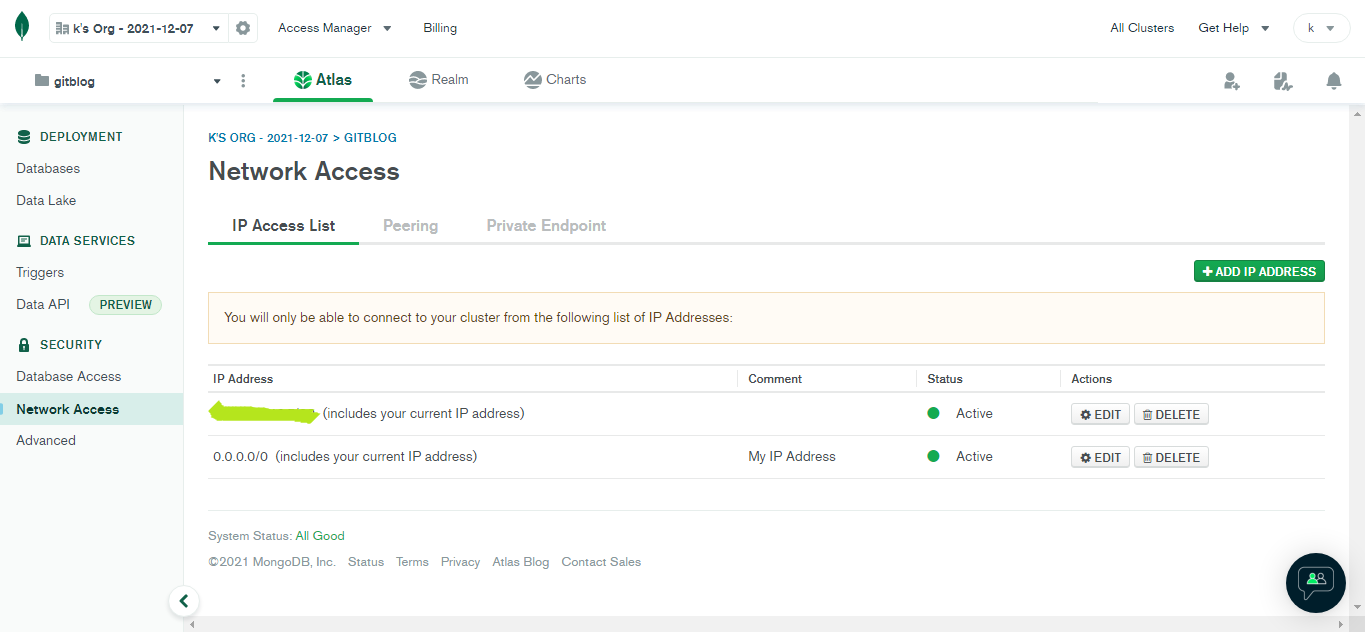 k's Org - 2021-12-07 Access Manager Billing All Clusters Get Help k
gitblog Atlas Realm Charts
DEPLOYMENT
Databases
Data Lake
DATA SERVICES
Triggers
Data API PREVIEW
SECURITY
Database Access
Network Access
Advanced
K'S ORG - 2021-12-07 > GITBLOG
Network Access
IP Access List Peering Private Endpoint
ADD IP ADDRESS
You will only be able to connect to your cluster from the following list of IP Addresses:
IP Address Comment Status Actions
(includes your current IP address) Active EDIT DELETE
0.0.0.0/0 (includes your current IP address) My IP Address Active EDIT DELETE
System Status: All Good
©2021 MongoDB, Inc. Status Terms Privacy Atlas Blog Contact Sales